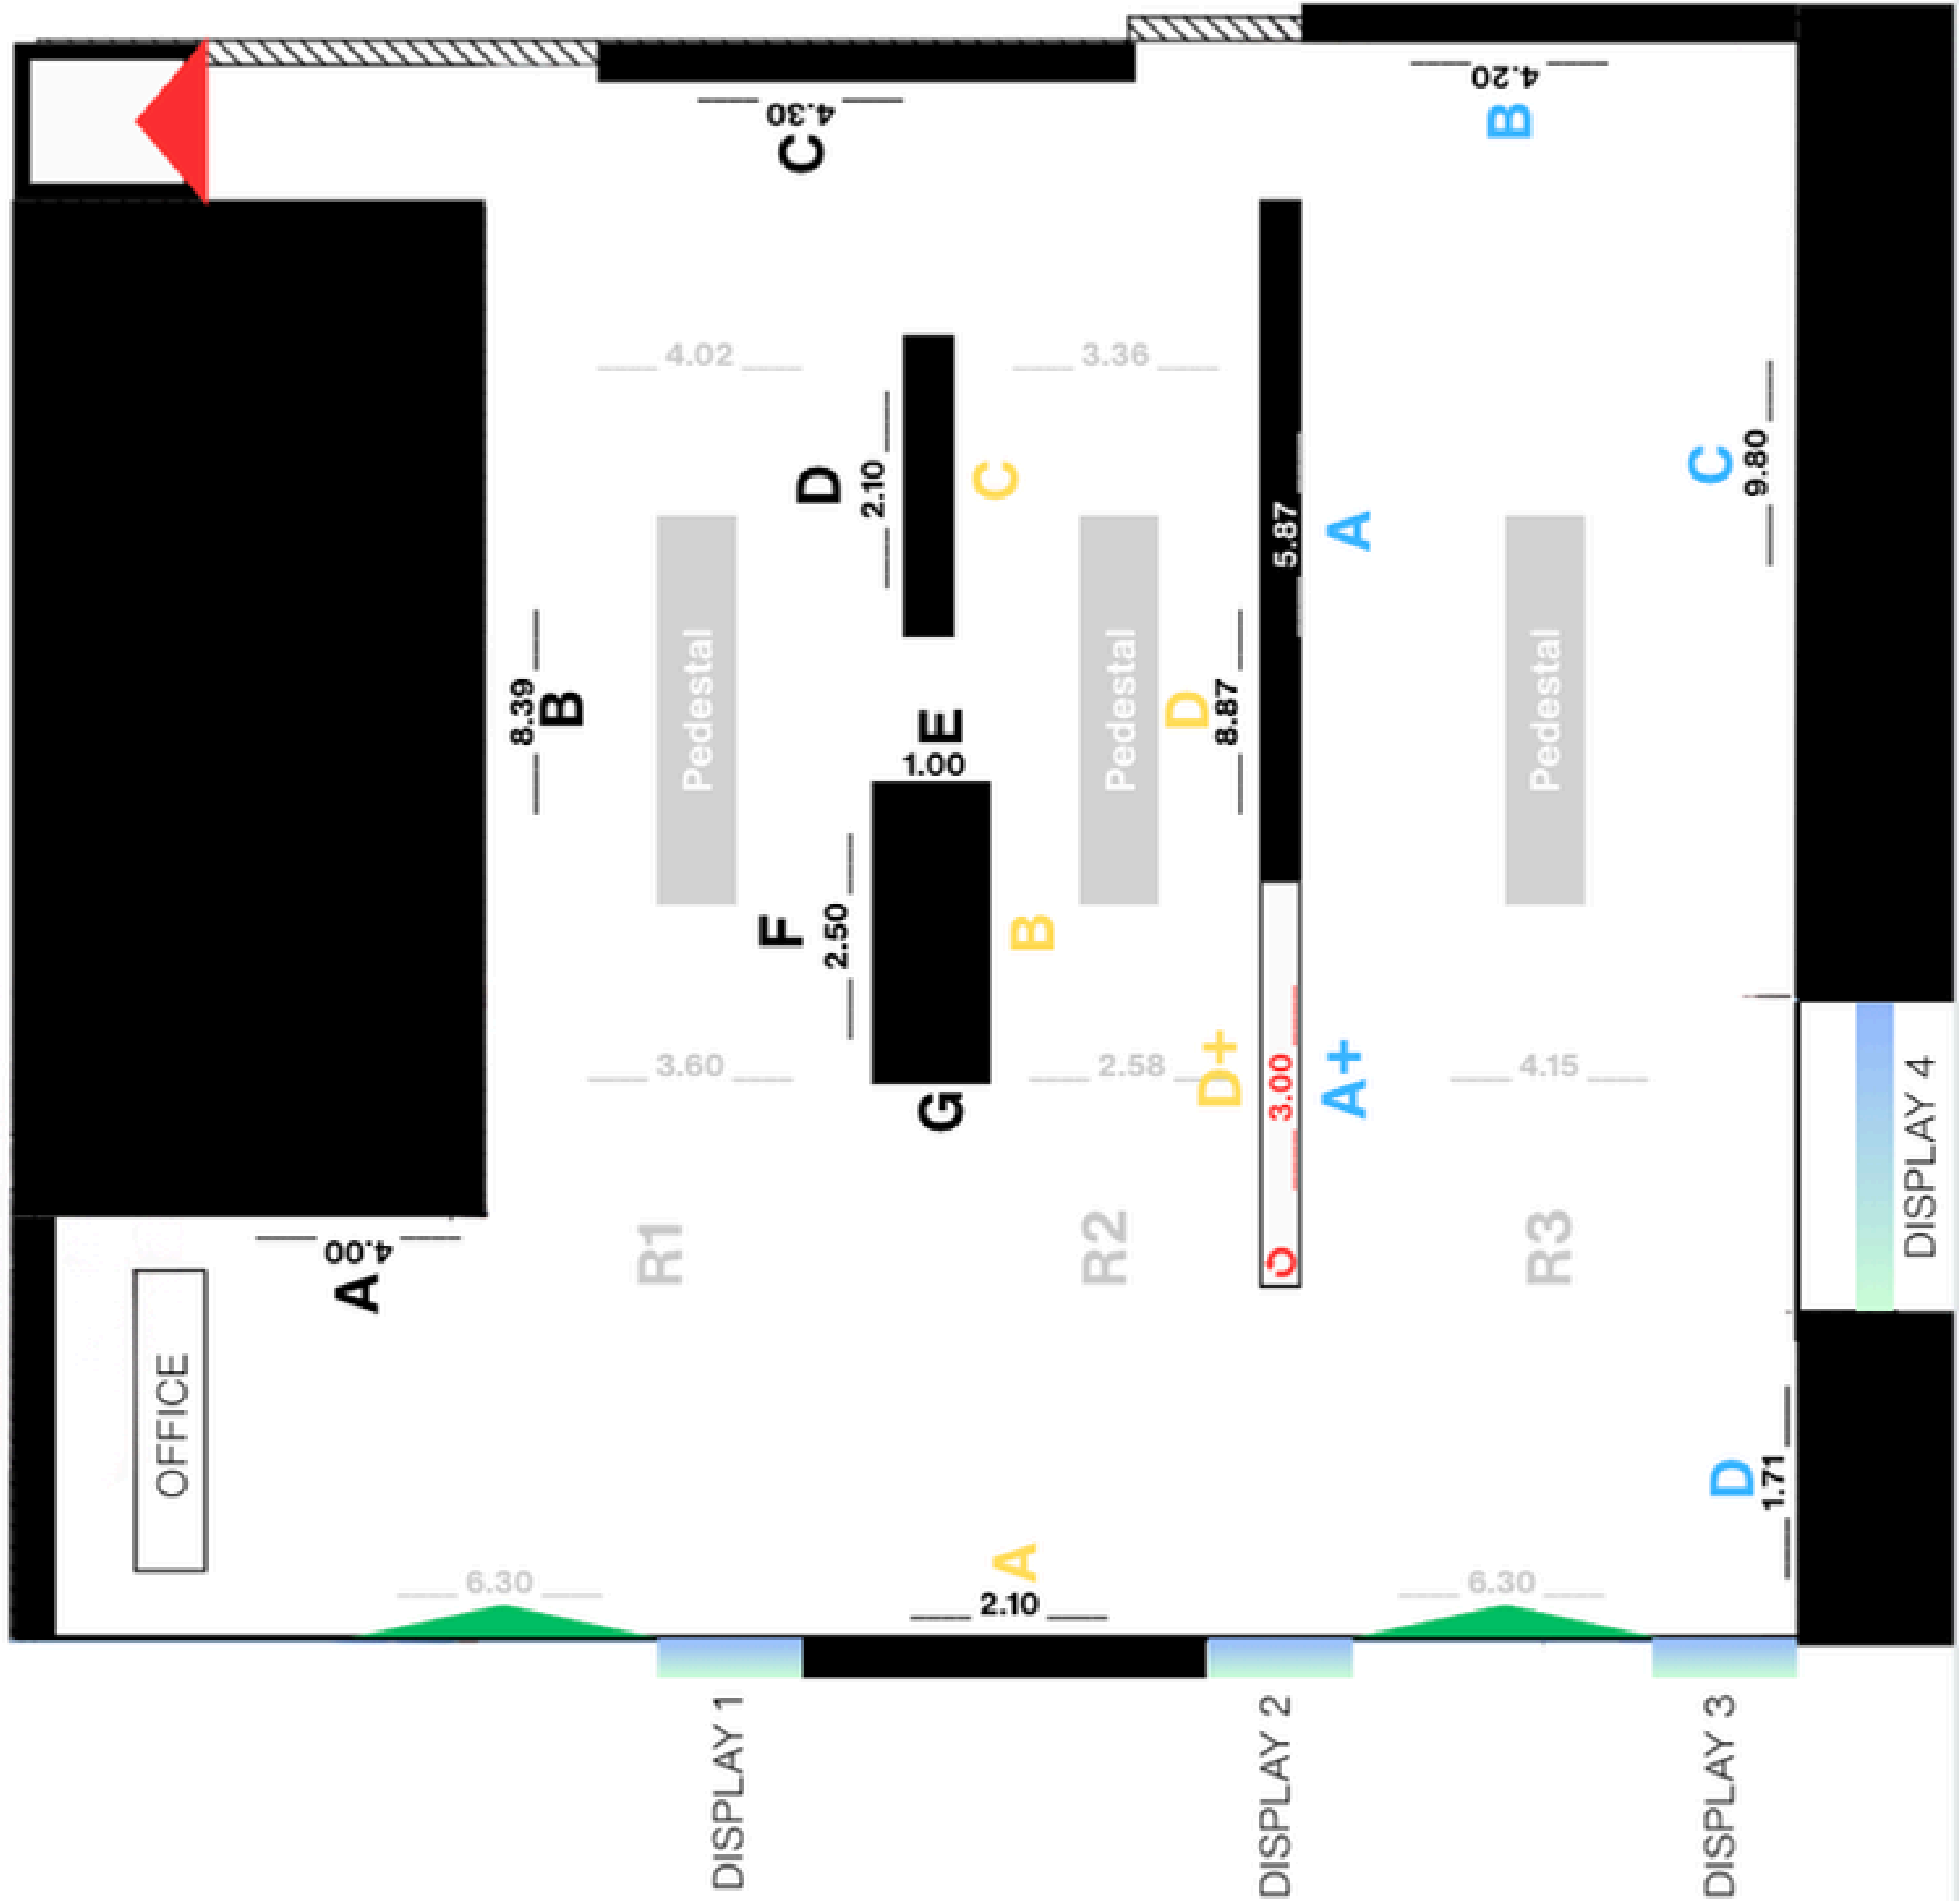 4.20
B
4.30
C
4.02
3.36
D
2.10
C
C
9.80
5.87
A
8.39
B
Pedestal
E
1.00
Pedestal
D
8.87
Pedestal
F
2.50
B
3.60
2.58
D+
3.00
A+
4.15
G
4.00
A
R1
R2
R3
DISPLAY 4
OFFICE
D
1.71
6.30
A
2.10
6.30
DISPLAY 1
DISPLAY 2
DISPLAY 3